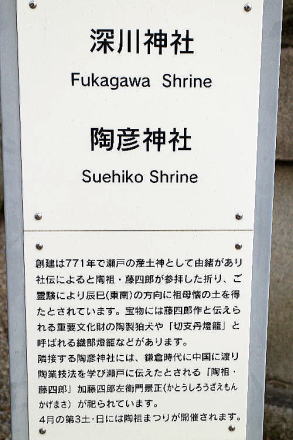 深川神社
Fukagawa Shrine
陶彦神社
Suehiko Shrine
創建は771年で瀬戸の産土神として由緒があり
社伝によると陶祖・藤四郎が参拝した折り、ご
霊験により辰巳(東南)の方向に祖母懐の土を得
たとされています。宝物には藤四郎作と伝えら
れる重要文化財の陶製狛犬や「切支丹燈籠」と
呼ばれる織部燈籠などがあります。
隣接する陶彦神社には、鎌倉時代に中国に渡り
陶業技法を学び瀬戸に伝えたとされる『陶祖・
藤四郎』加藤四郎左衛門景正(かとうしろうざえもん
かげまさ)が祀られています。
4月の第3土・日には陶祖まつりが開催されます。